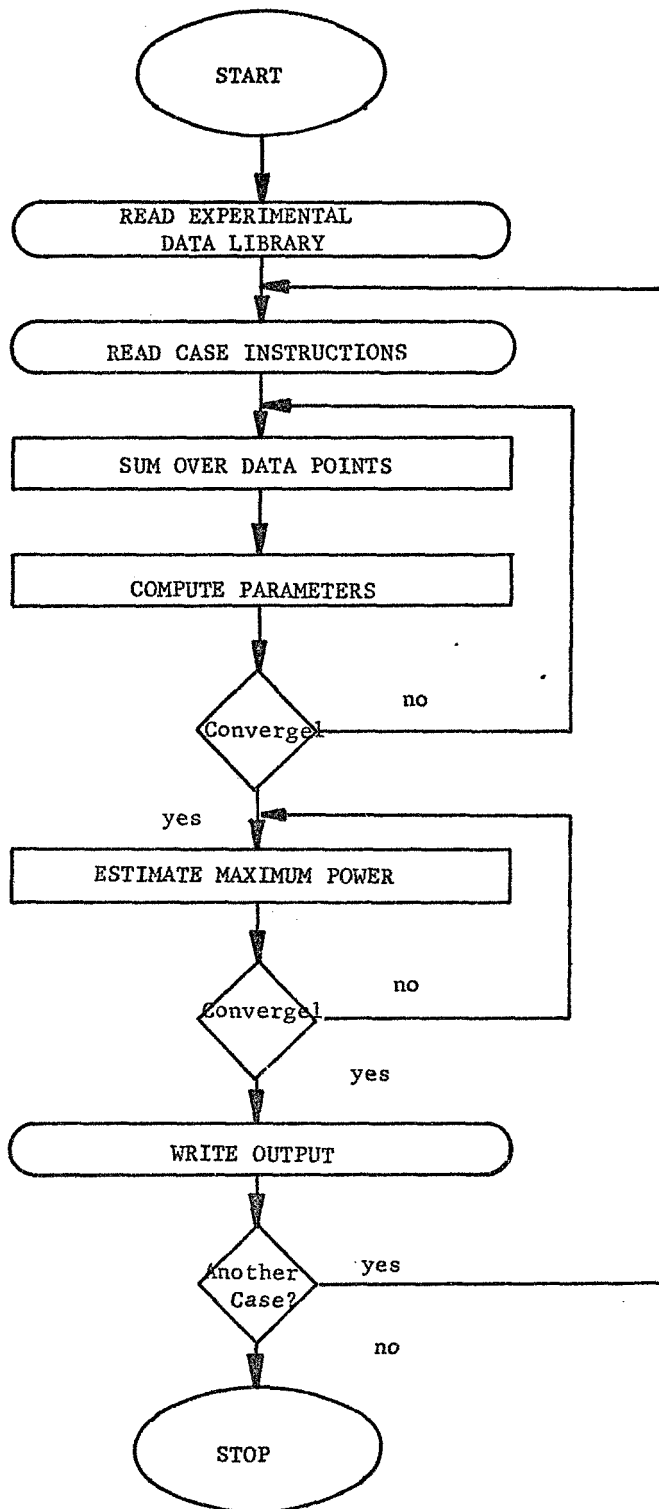 START
READ EXPERIMENTAL
DATA LIBRARY
READ CASE INSTRUCTIONS
SUM OVER DATA POINTS
COMPUTE PARAMETERS
Converge?
no
yes
ESTIMATE MAXIMUM POWER
Converge?
no
yes
WRITE OUTPUT
Another
Case?
yes
no
STOP